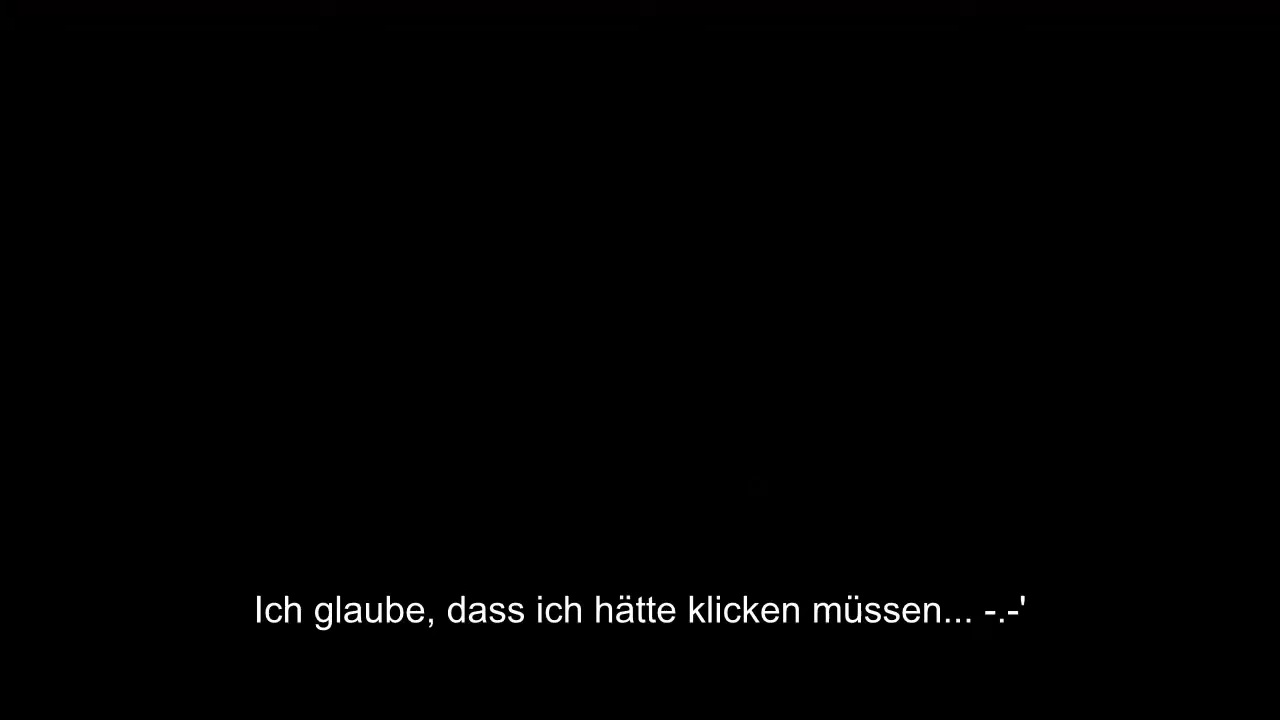 Ich glaube, dass ich hätte klicken müssen... -.-'